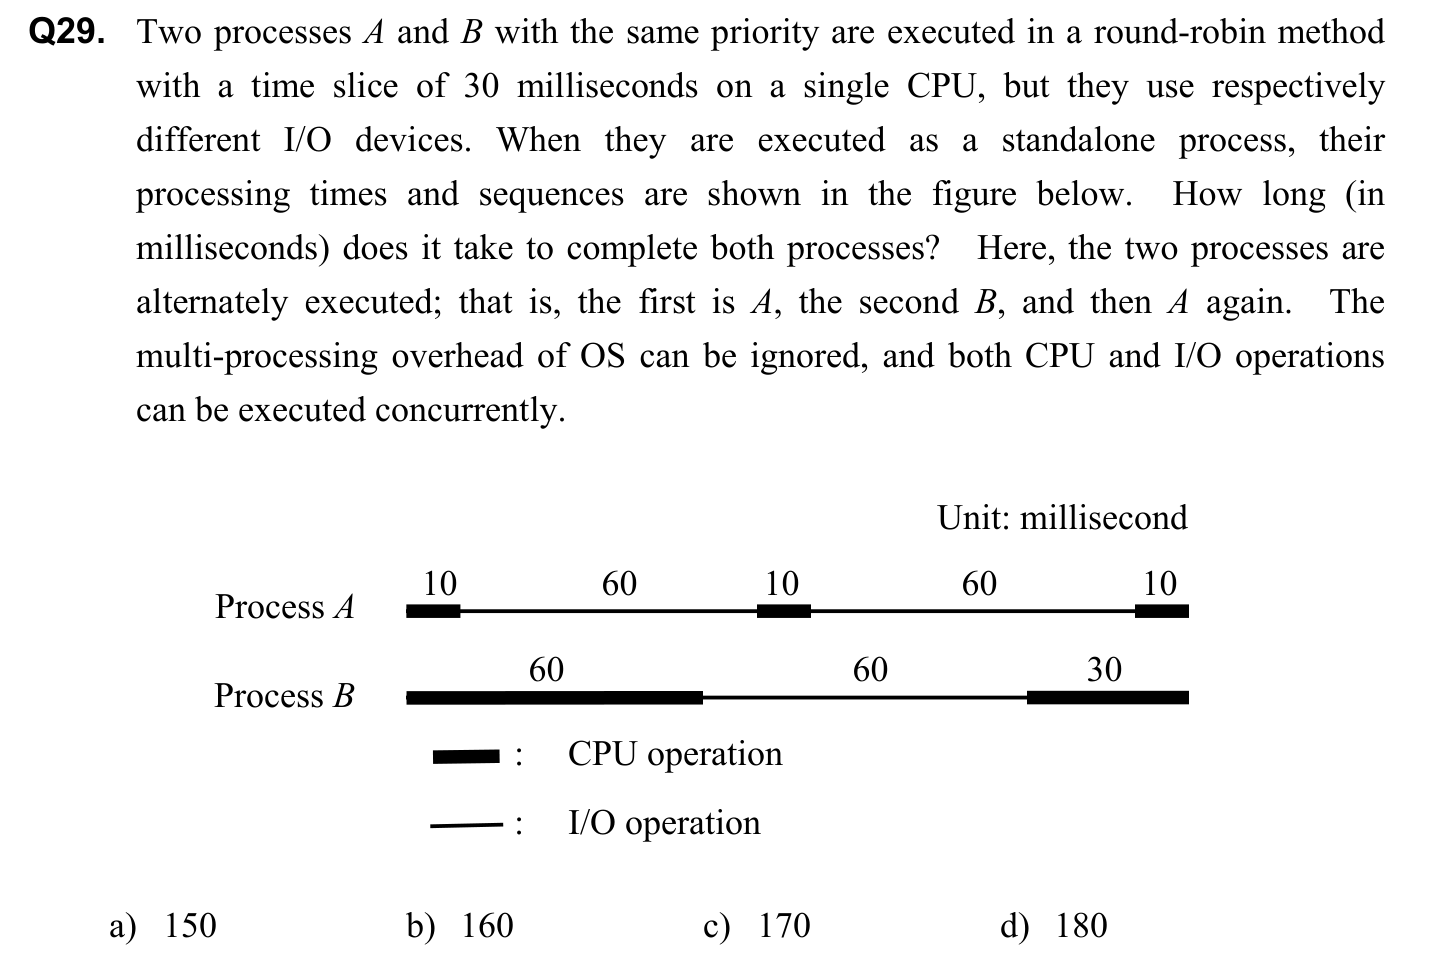 Q29. Two processes A and B with the same priority are executed in a round-robin method
with a time slice of 30 milliseconds on a single CPU, but they use respectively
different I/O devices. When they are executed as a standalone process, their
processing times and sequences are shown in the figure below. How long (in
milliseconds) does it take to complete both processes? Here, the two processes are
alternately executed; that is, the first is A, the second B, and then A again. The
multi-processing overhead of OS can be ignored, and both CPU and I/O operations
can be executed concurrently.
Unit: millisecond
10 60 10 60 10
Process A
60 60 30
Process B
: CPU operation
: I/O operation
a) 150 b) 160 c) 170 d) 180